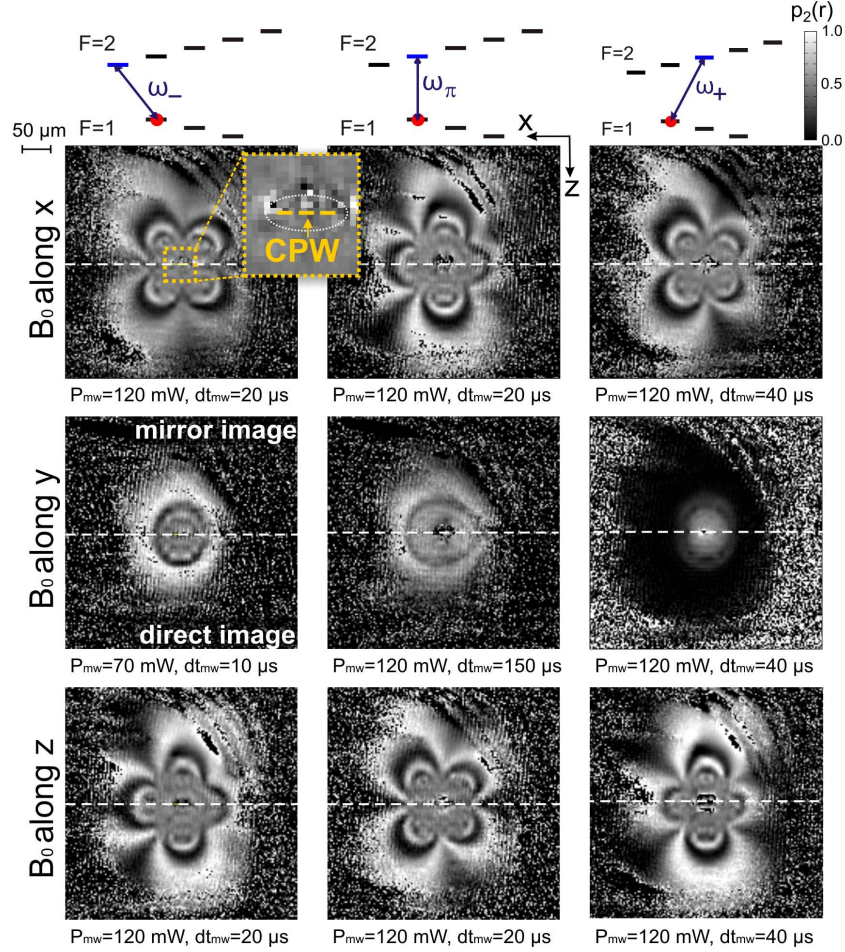 p₂(r)
F=2 F=2 F=2
1.0
0.5
0.0
ω₋ ωπ ω₊
F=1 F=1 F=1
50 µm
X
Z
B₀ along x
CPW
Pmw=120 mW, dtmw=20 µs Pmw=120 mW, dtmw=20 µs Pmw=120 mW, dtmw=40 µs
B₀ along y
mirror image
direct image
Pmw=70 mW, dtmw=10 µs Pmw=120 mW, dtmw=150 µs Pmw=120 mW, dtmw=40 µs
B₀ along z
Pmw=120 mW, dtmw=20 µs Pmw=120 mW, dtmw=20 µs Pmw=120 mW, dtmw=40 µs